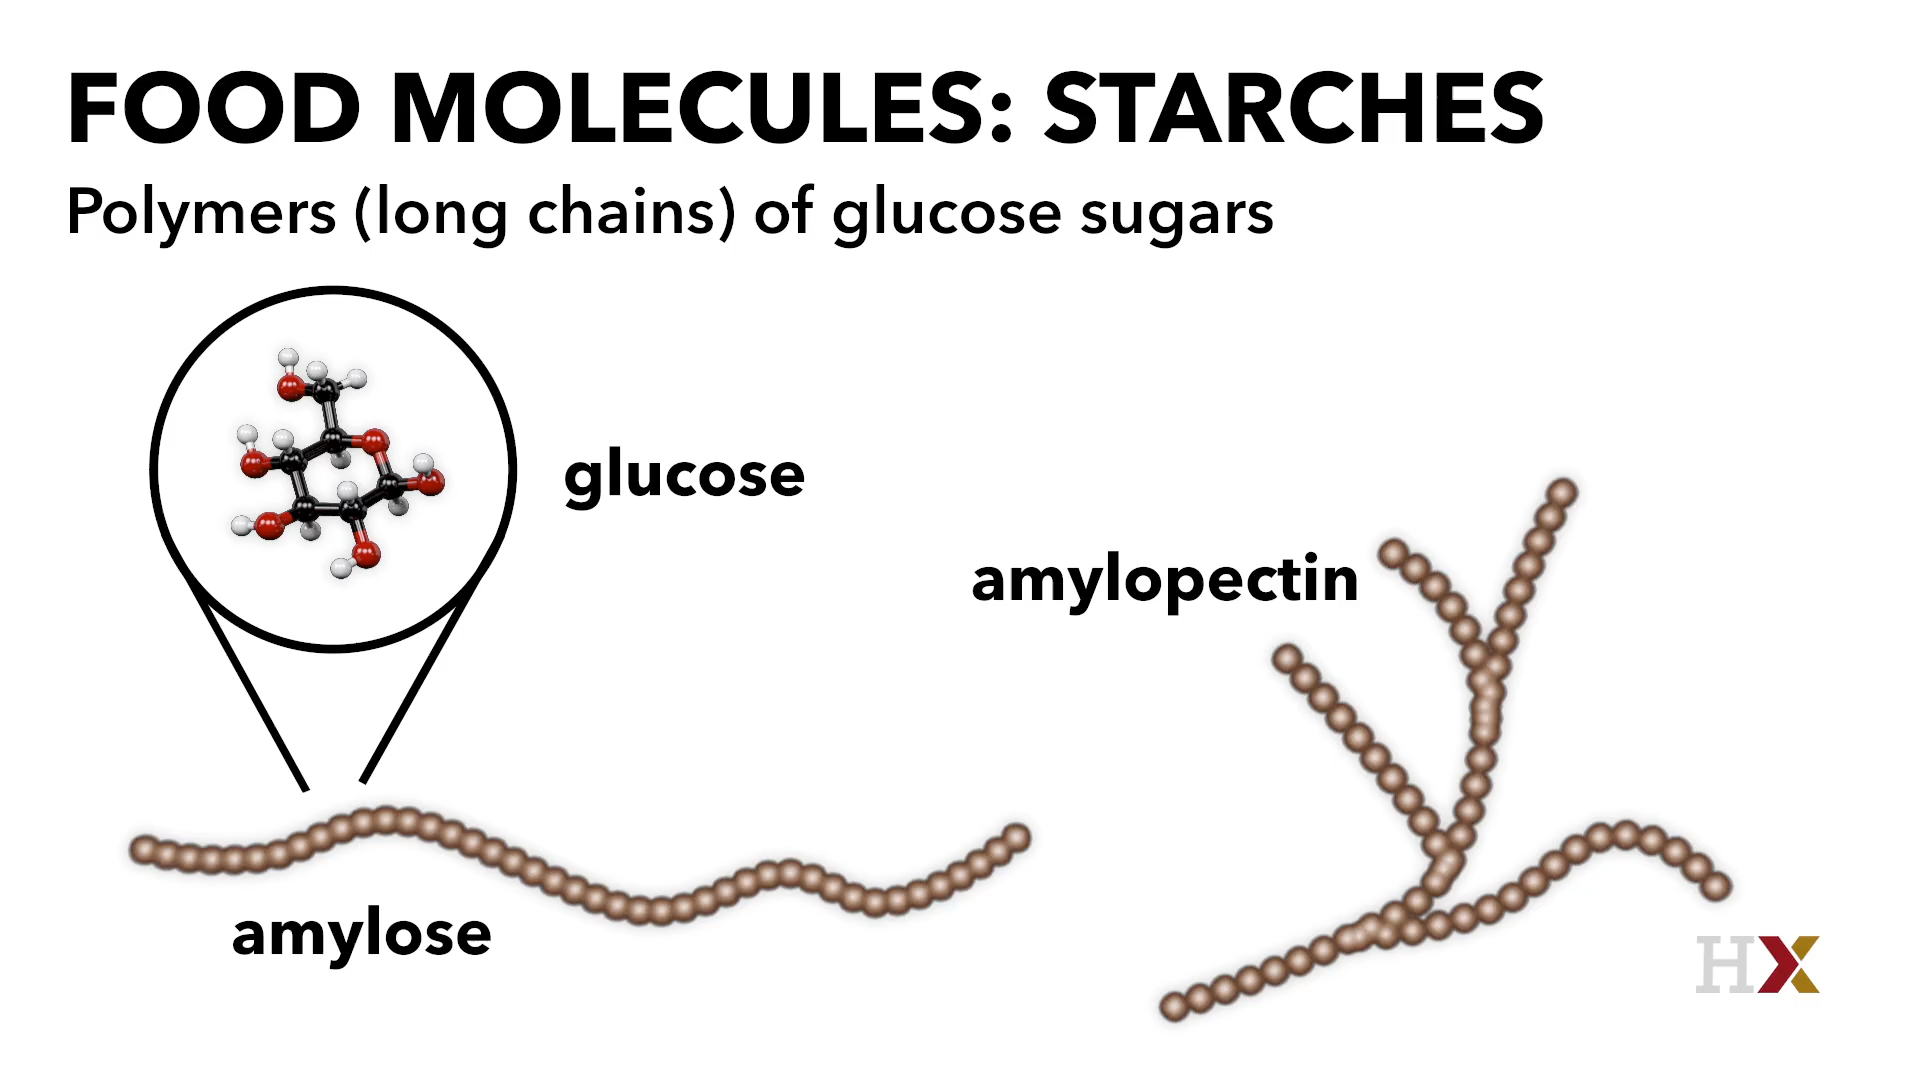 FOOD MOLECULES: STARCHES
Polymers (long chains) of glucose sugars
glucose
amylopectin
amylose
HX